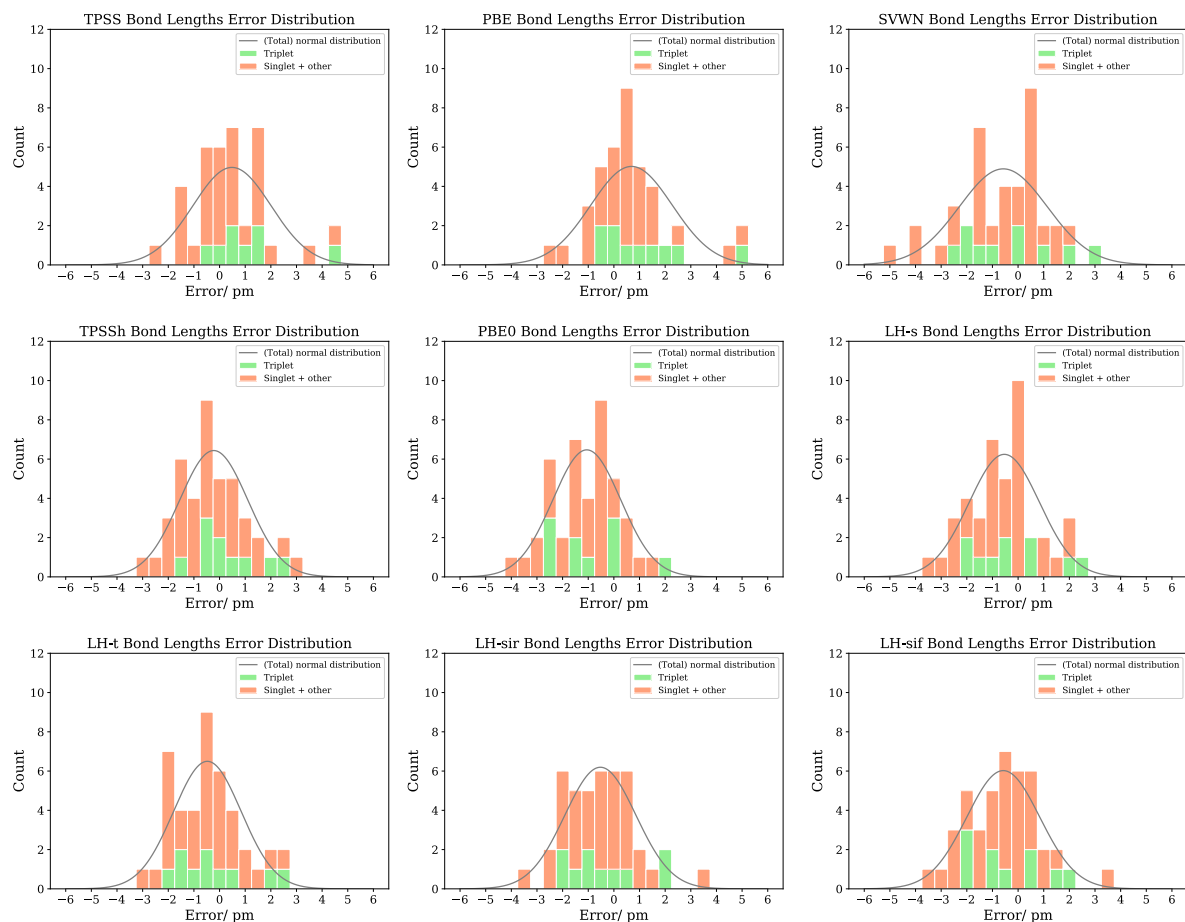 TPSS Bond Lengths Error Distribution
12
10
8
6
4
2
0
Count
(Total) normal distribution
Triplet
Singlet + other
−6 −5 −4 −3 −2 −1 0 1 2 3 4 5 6
Error/ pm
PBE Bond Lengths Error Distribution
12
10
8
6
4
2
0
Count
(Total) normal distribution
Triplet
Singlet + other
−6 −5 −4 −3 −2 −1 0 1 2 3 4 5 6
Error/ pm
SVWN Bond Lengths Error Distribution
12
10
8
6
4
2
0
Count
(Total) normal distribution
Triplet
Singlet + other
−6 −5 −4 −3 −2 −1 0 1 2 3 4 5 6
Error/ pm
TPSSh Bond Lengths Error Distribution
12
10
8
6
4
2
0
Count
(Total) normal distribution
Triplet
Singlet + other
−6 −5 −4 −3 −2 −1 0 1 2 3 4 5 6
Error/ pm
PBE0 Bond Lengths Error Distribution
12
10
8
6
4
2
0
Count
(Total) normal distribution
Triplet
Singlet + other
−6 −5 −4 −3 −2 −1 0 1 2 3 4 5 6
Error/ pm
LH-s Bond Lengths Error Distribution
12
10
8
6
4
2
0
Count
(Total) normal distribution
Triplet
Singlet + other
−6 −5 −4 −3 −2 −1 0 1 2 3 4 5 6
Error/ pm
LH-t Bond Lengths Error Distribution
12
10
8
6
4
2
0
Count
(Total) normal distribution
Triplet
Singlet + other
−6 −5 −4 −3 −2 −1 0 1 2 3 4 5 6
Error/ pm
LH-sir Bond Lengths Error Distribution
12
10
8
6
4
2
0
Count
(Total) normal distribution
Triplet
Singlet + other
−6 −5 −4 −3 −2 −1 0 1 2 3 4 5 6
Error/ pm
LH-sif Bond Lengths Error Distribution
12
10
8
6
4
2
0
Count
(Total) normal distribution
Triplet
Singlet + other
−6 −5 −4 −3 −2 −1 0 1 2 3 4 5 6
Error/ pm